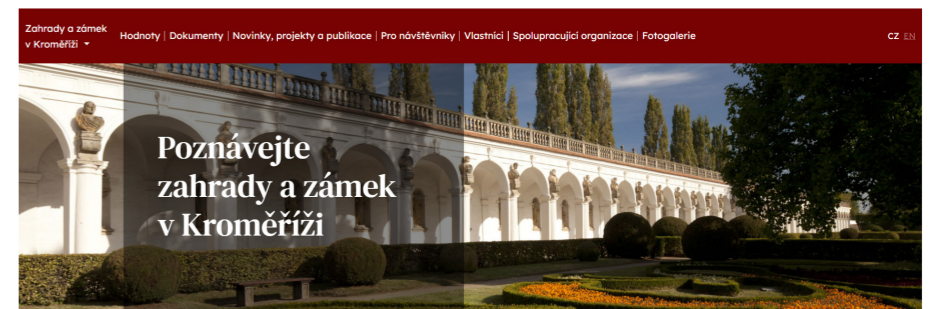 Zahrady a zámek
v Kroměříži
Hodnoty | Dokumenty | Novinky, projekty a publikace | Pro návštěvníky | Vlastníci | Spolupracující organizace | Fotogalerie
CZ EN
Poznávejte
zahrady a zámek
v Kroměříži